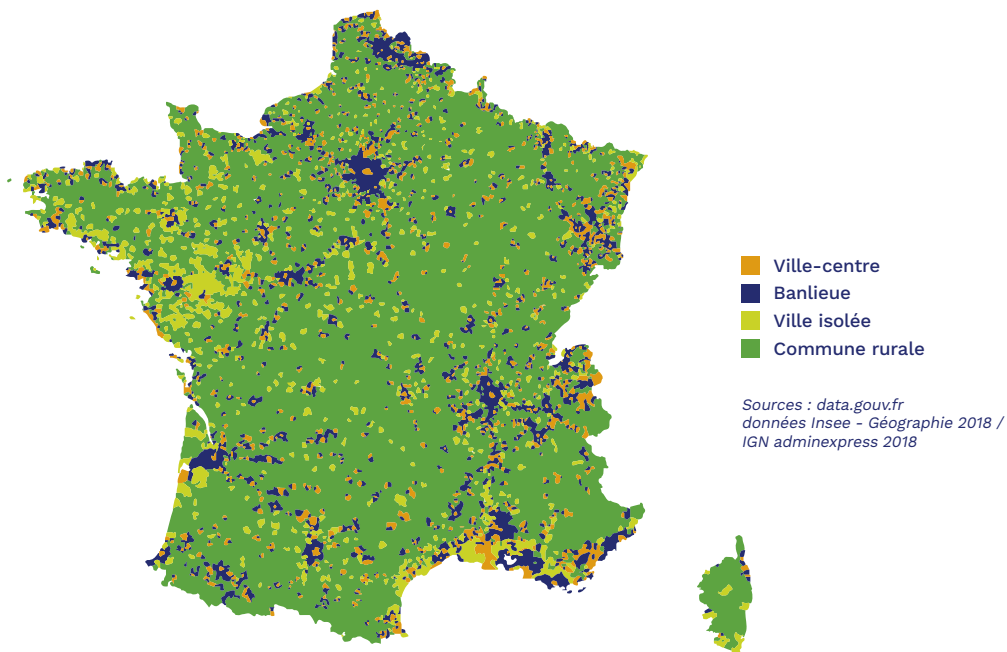 Ville-centre
Banlieue
Ville isolée
Commune rurale
Sources : data.gouv.fr
données Insee - Géographie 2018 /
IGN adminexpress 2018